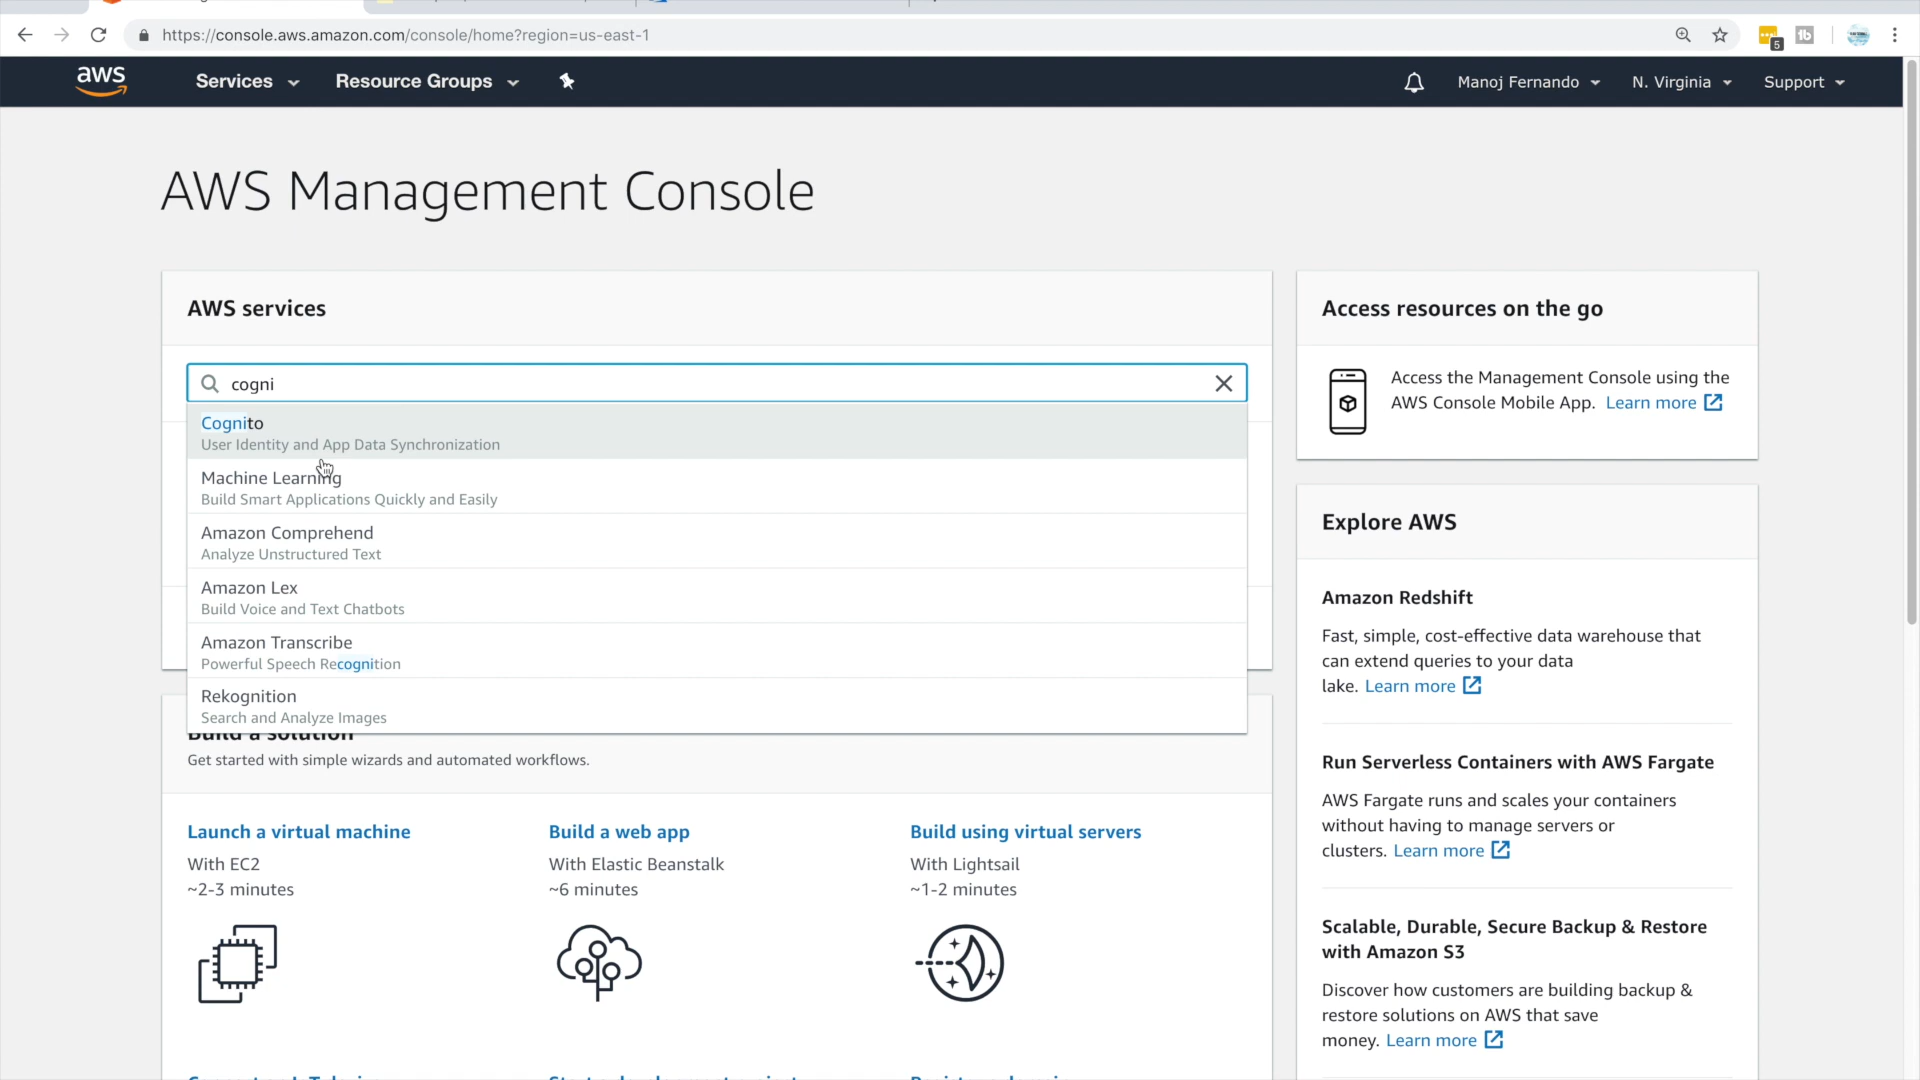 https://console.aws.amazon.com/console/home?region=us-east-1
5
aws
Services
Resource Groups
Manoj Fernando
N. Virginia
Support
AWS Management Console
AWS services
cogni
Cognito
User Identity and App Data Synchronization
Machine Learning
Build Smart Applications Quickly and Easily
Amazon Comprehend
Analyze Unstructured Text
Amazon Lex
Build Voice and Text Chatbots
Amazon Transcribe
Powerful Speech Recognition
Rekognition
Search and Analyze Images
Build a solution
Get started with simple wizards and automated workflows.
Launch a virtual machine
With EC2
~2-3 minutes
Build a web app
With Elastic Beanstalk
~6 minutes
Build using virtual servers
With Lightsail
~1-2 minutes
Access resources on the go
Access the Management Console using the
AWS Console Mobile App. Learn more
Explore AWS
Amazon Redshift
Fast, simple, cost-effective data warehouse that
can extend queries to your data
lake. Learn more
Run Serverless Containers with AWS Fargate
AWS Fargate runs and scales your containers
without having to manage servers or
clusters. Learn more
Scalable, Durable, Secure Backup & Restore
with Amazon S3
Discover how customers are building backup &
restore solutions on AWS that save
money. Learn more